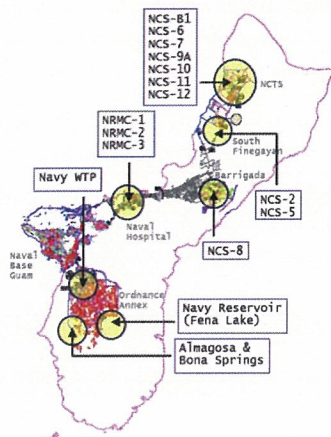 NCS-B1
NCS-6
NCS-7
NCS-9A
NCS-10
NCS-11
NCS-12
NCTS
NRMC-1
NRMC-2
NRMC-3
South
Finegayan
Navy WTP
Barrigada
NCS-2
NCS-5
Naval
Hospital
NCS-8
Naval
Base
Guam
Ordnance
Annex
Navy Reservoir
(Fena Lake)
Almagosa &
Bona Springs